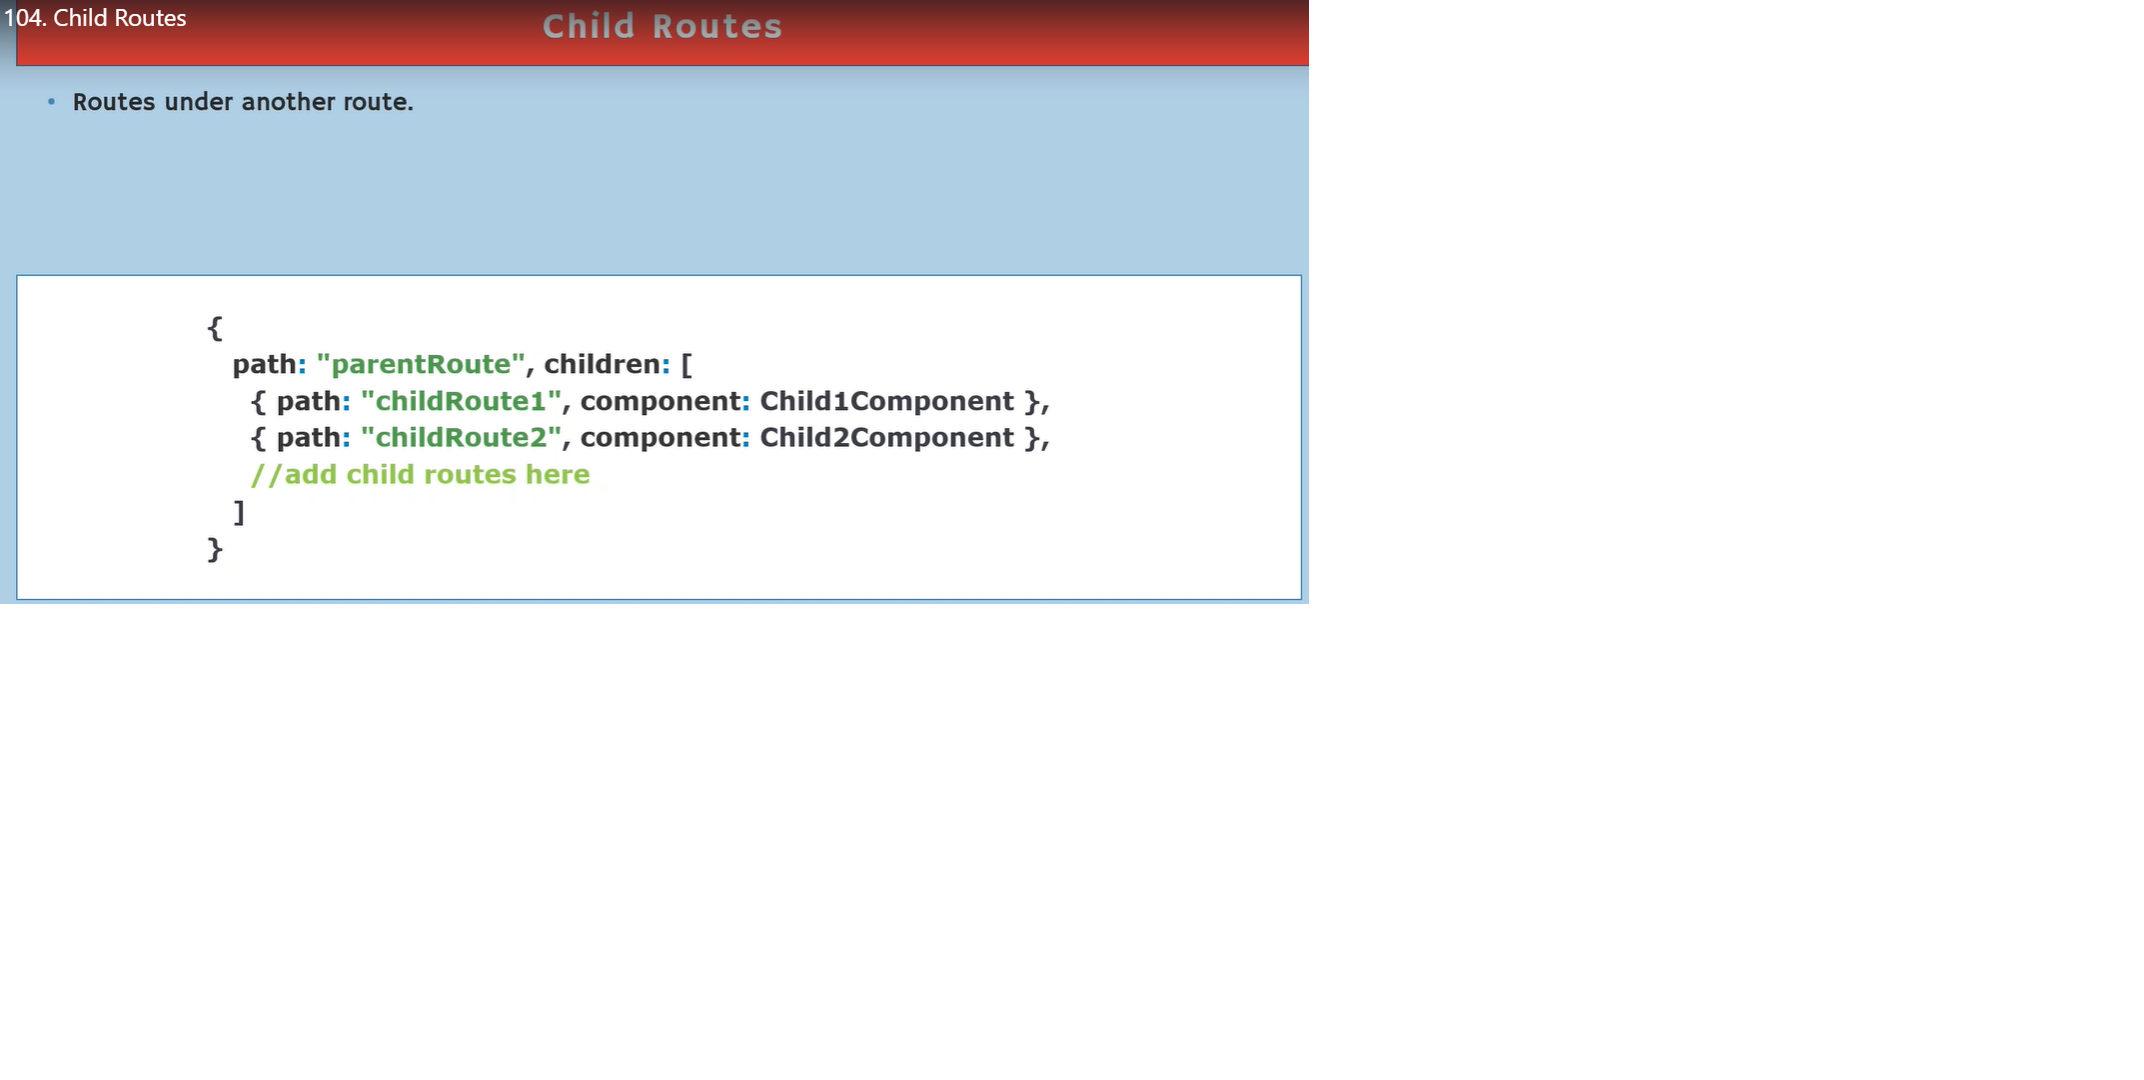 104. Child Routes
Child Routes
• Routes under another route.
{
path: "parentRoute", children: [
{ path: "childRoute1", component: Child1Component },
{ path: "childRoute2", component: Child2Component },
//add child routes here
]
}